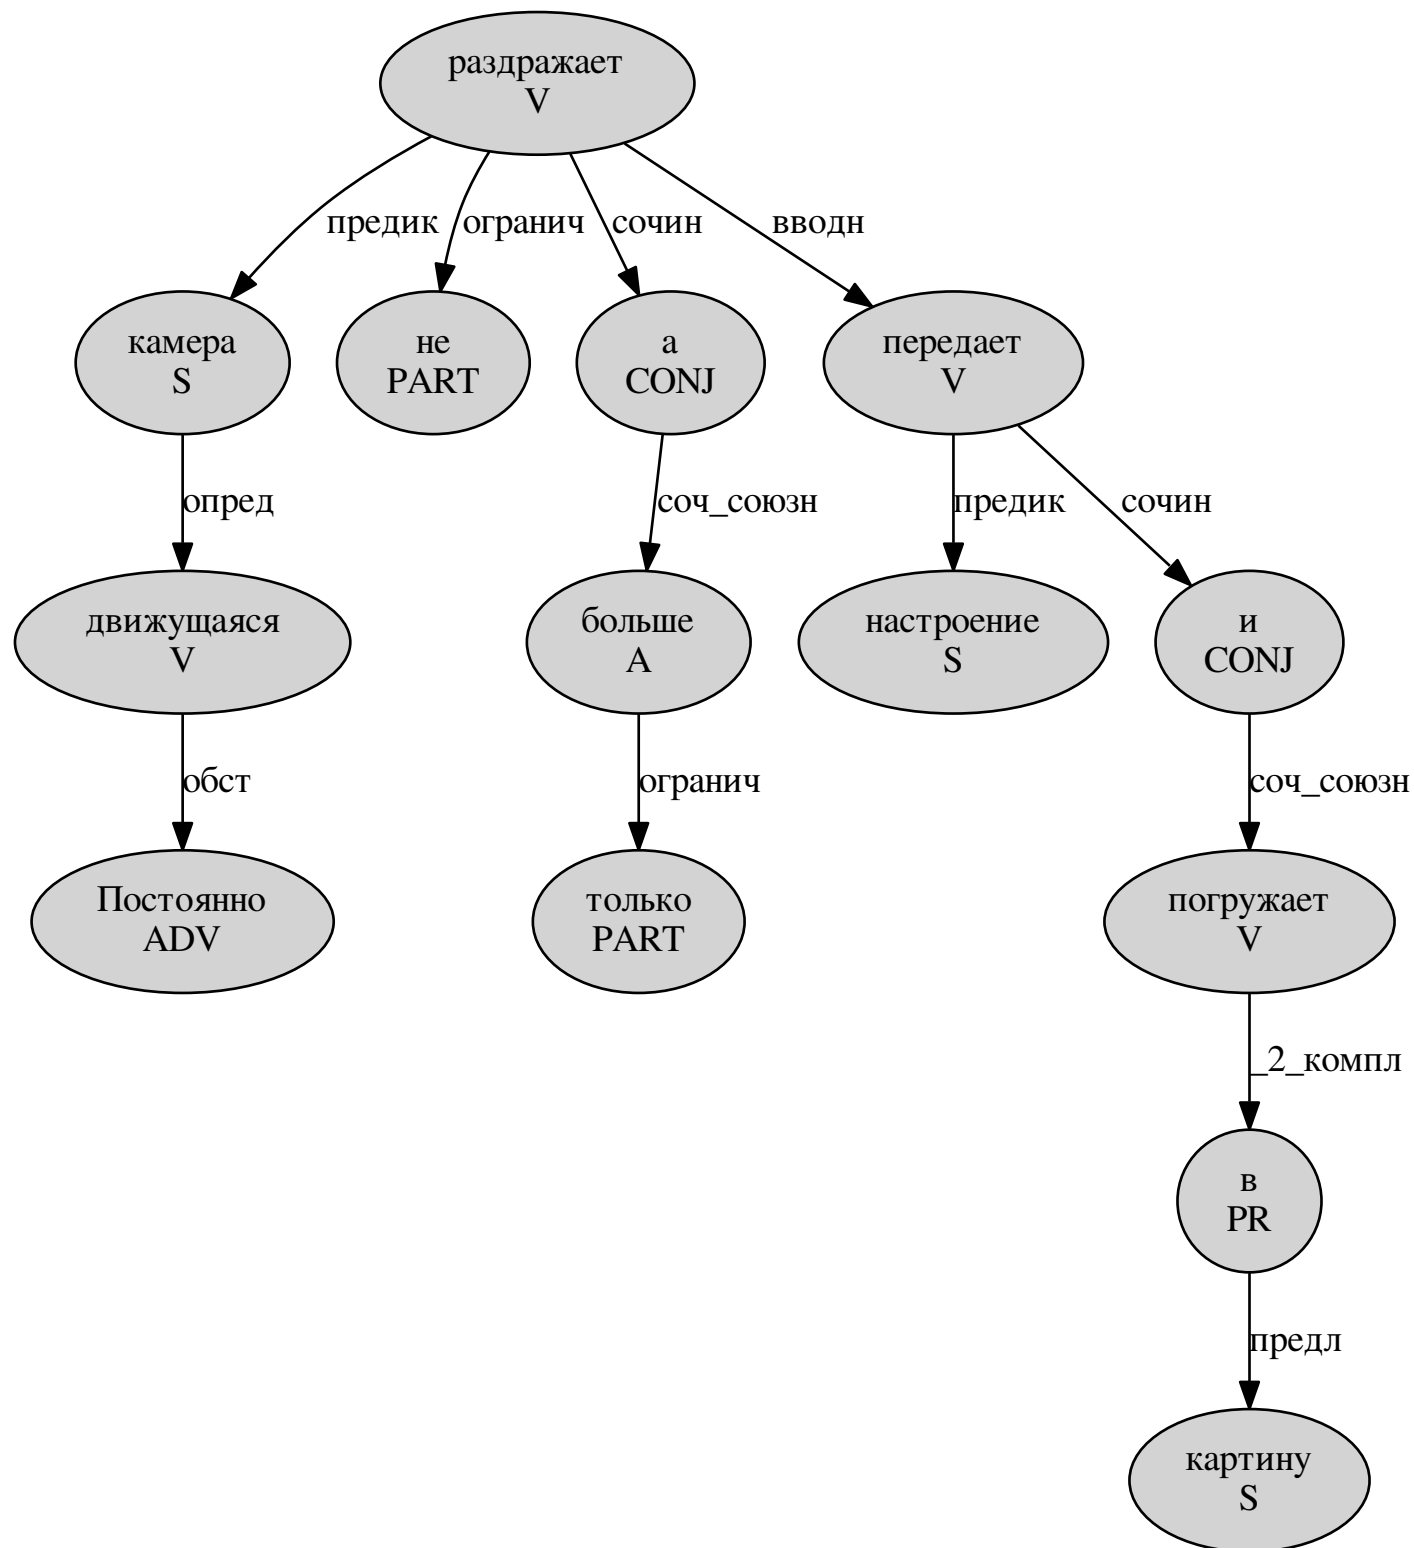 раздражает
V
предик
огранич
сочин
вводн
камера
S
не
PART
а
CONJ
передает
V
опред
соч_союзн
предик
сочин
движущаяся
V
больше
A
настроение
S
и
CONJ
обст
огранич
соч_союзн
Постоянно
ADV
только
PART
погружает
V
_2_компл
в
PR
предл
картину
S